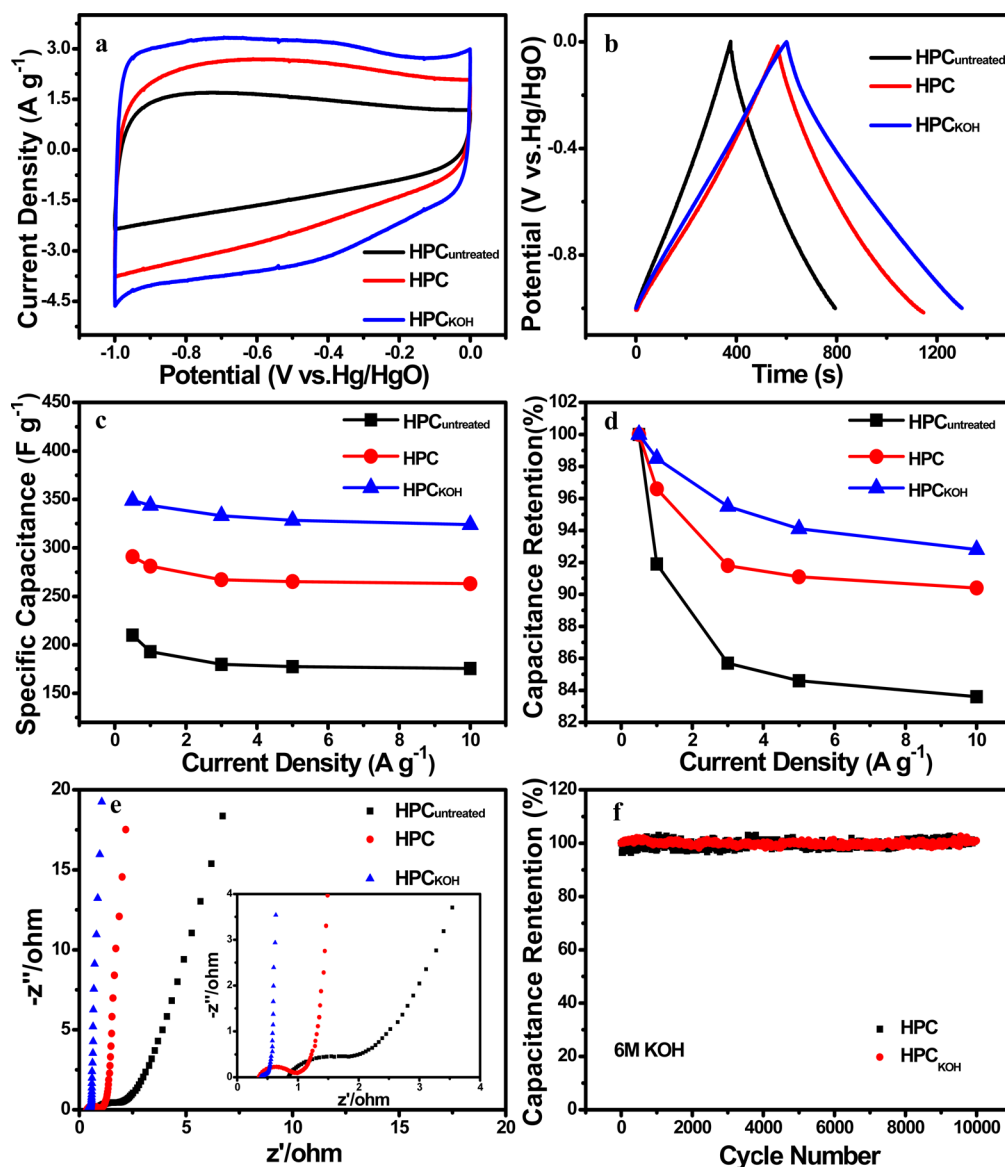 a
Current Density (A g⁻¹)
3.0
1.5
0.0
-1.5
-3.0
-4.5
HPCuntreated
HPC
HPCKOH
-1.0 -0.8 -0.6 -0.4 -0.2 0.0
Potential (V vs.Hg/HgO)
b
Potential (V vs.Hg/HgO)
0.0
-0.4
-0.8
HPCuntreated
HPC
HPCKOH
0 400 800 1200
Time (s)
c
Specific Capacitance (F g⁻¹)
450
400
350
300
250
200
150
HPCuntreated
HPC
HPCKOH
0 2 4 6 8 10
Current Density (A g⁻¹)
d
Capacitance Retention(%)
102
100
98
96
94
92
90
88
86
84
82
HPCuntreated
HPC
HPCKOH
0 2 4 6 8 10
Current Density (A g⁻¹)
e
-z''/ohm
20
15
10
5
0
HPCuntreated
HPC
HPCKOH
-z''/ohm
4
3
2
1
0
0 1 2 3 4
z'/ohm
0 5 10 15 20
z'/ohm
f
Capacitance Rentention (%)
120
100
80
60
40
20
0
6M KOH
HPC
HPCKOH
0 2000 4000 6000 8000 10000
Cycle Number